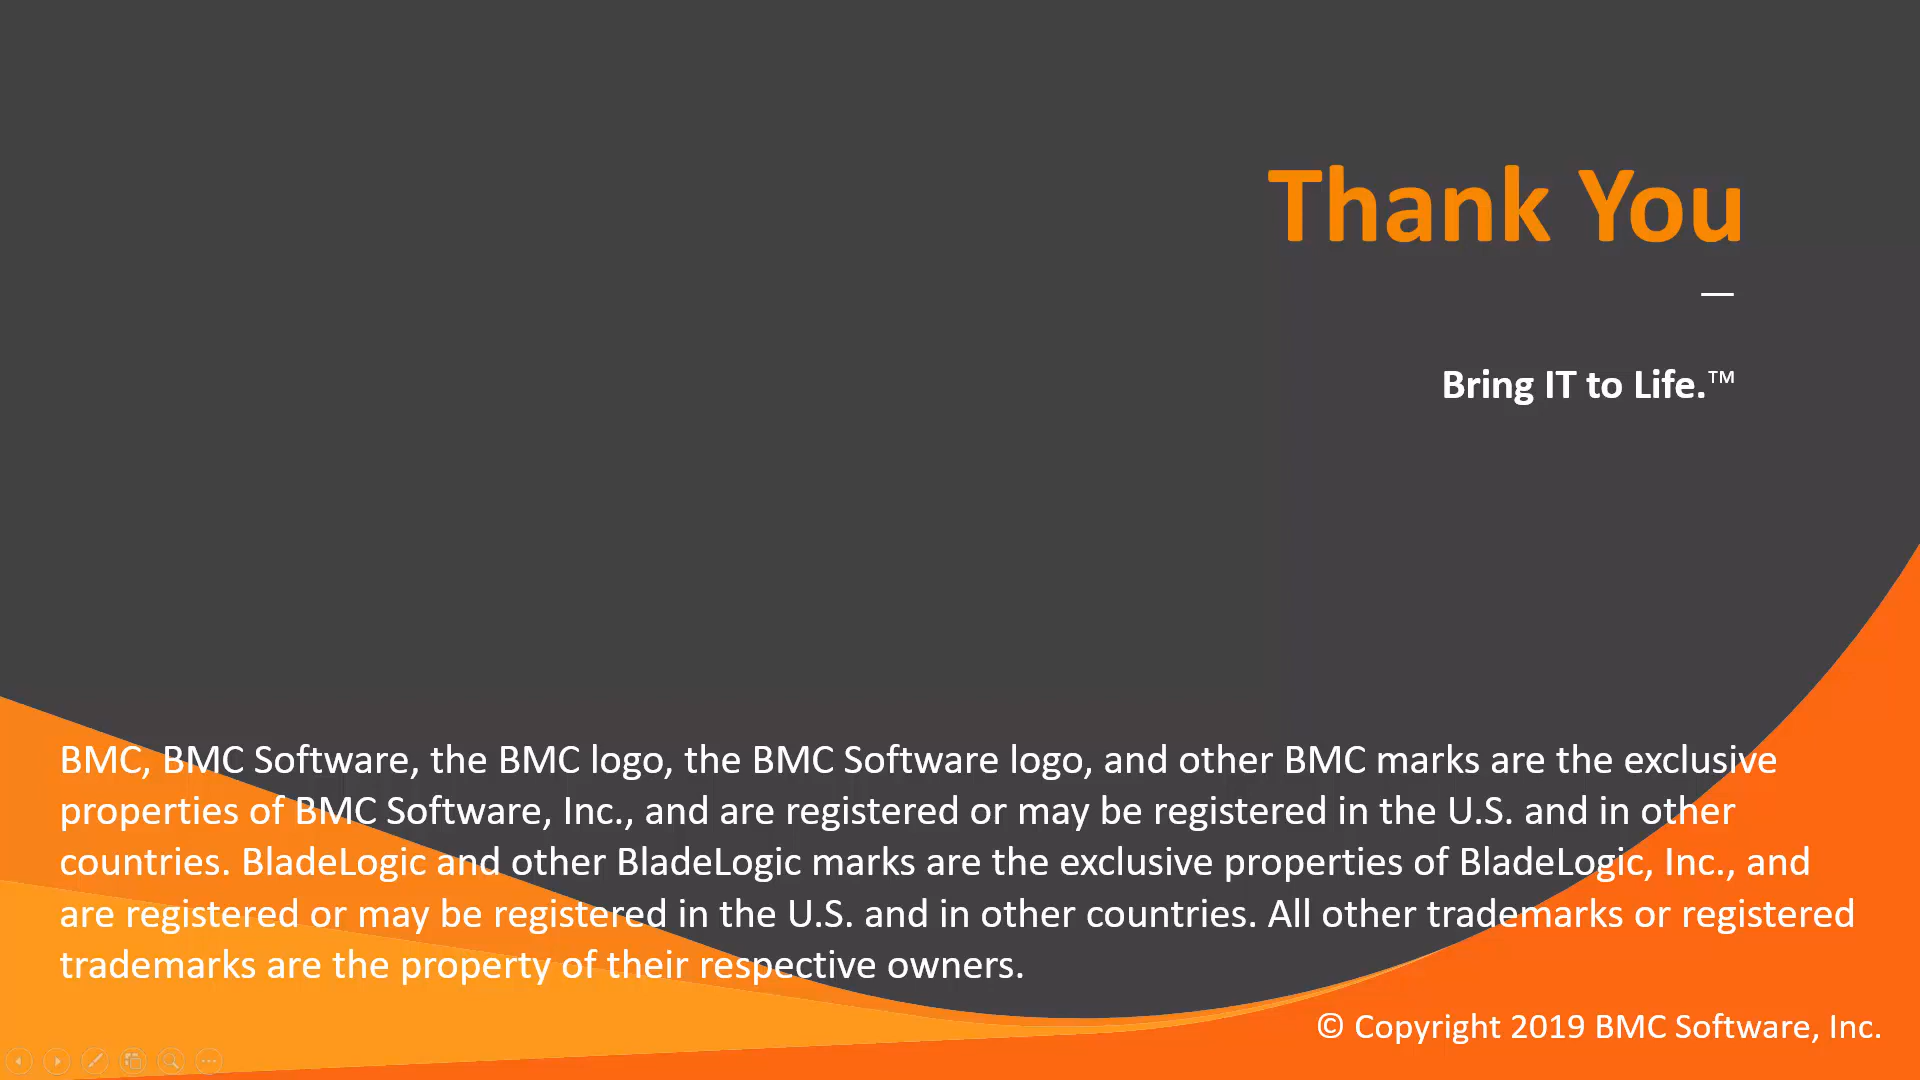 Thank You
Bring IT to Life.™
BMC, BMC Software, the BMC logo, the BMC Software logo, and other BMC marks are the exclusive
properties of BMC Software, Inc., and are registered or may be registered in the U.S. and in other
countries. BladeLogic and other BladeLogic marks are the exclusive properties of BladeLogic, Inc., and
are registered or may be registered in the U.S. and in other countries. All other trademarks or registered
trademarks are the property of their respective owners.
© Copyright 2019 BMC Software, Inc.